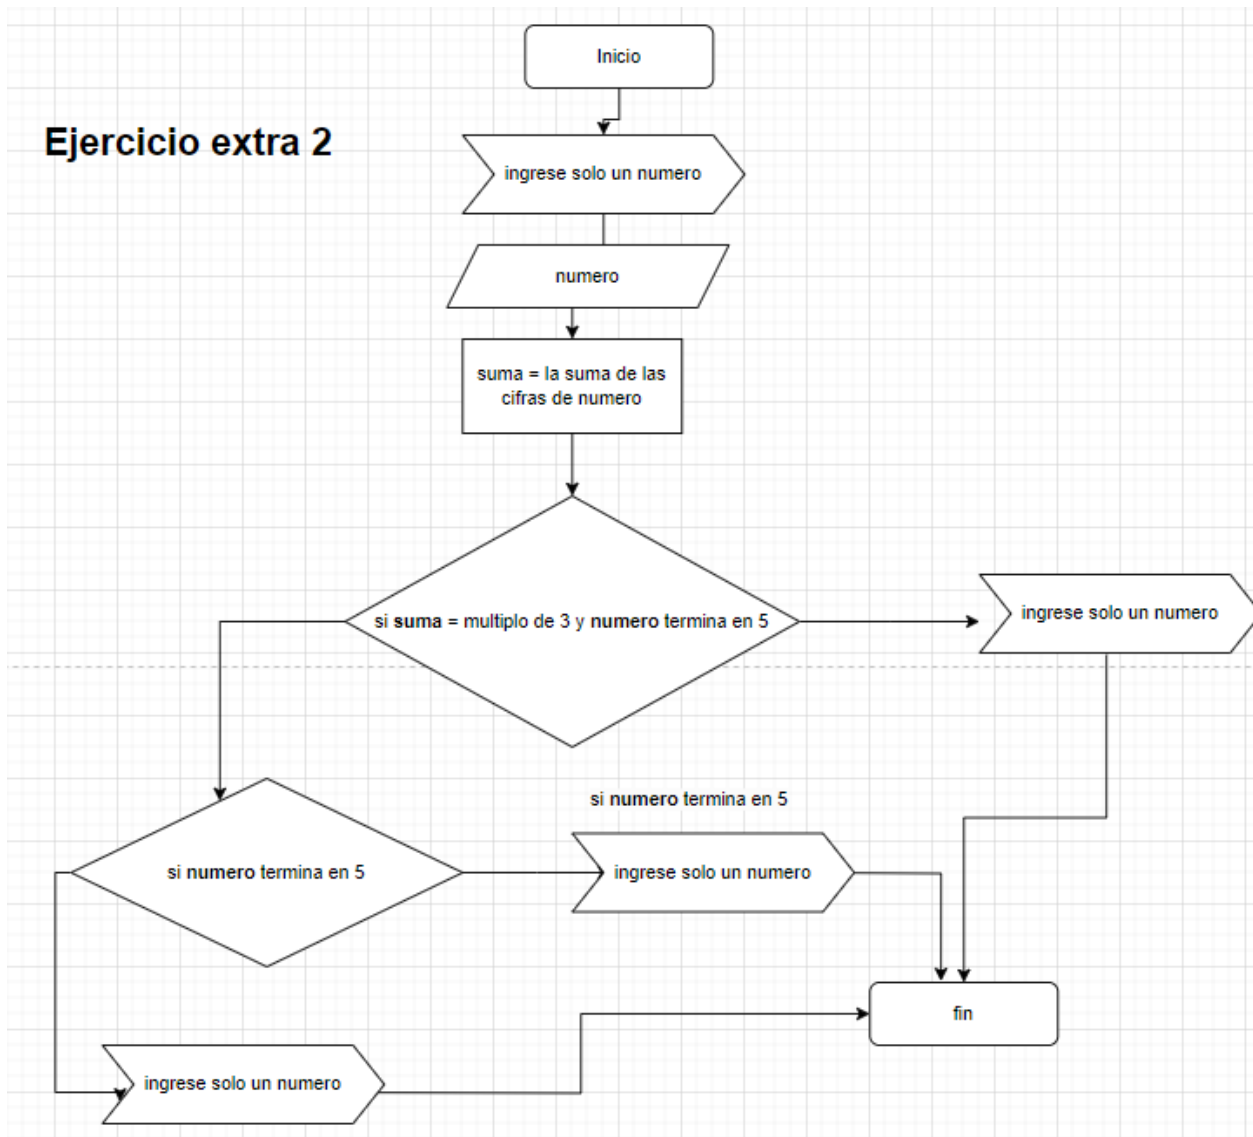 Inicio
Ejercicio extra 2
ingrese solo un numero
numero
suma = la suma de las
cifras de numero
si suma = multiplo de 3 y numero termina en 5
ingrese solo un numero
si numero termina en 5
si numero termina en 5
ingrese solo un numero
fin
ingrese solo un numero